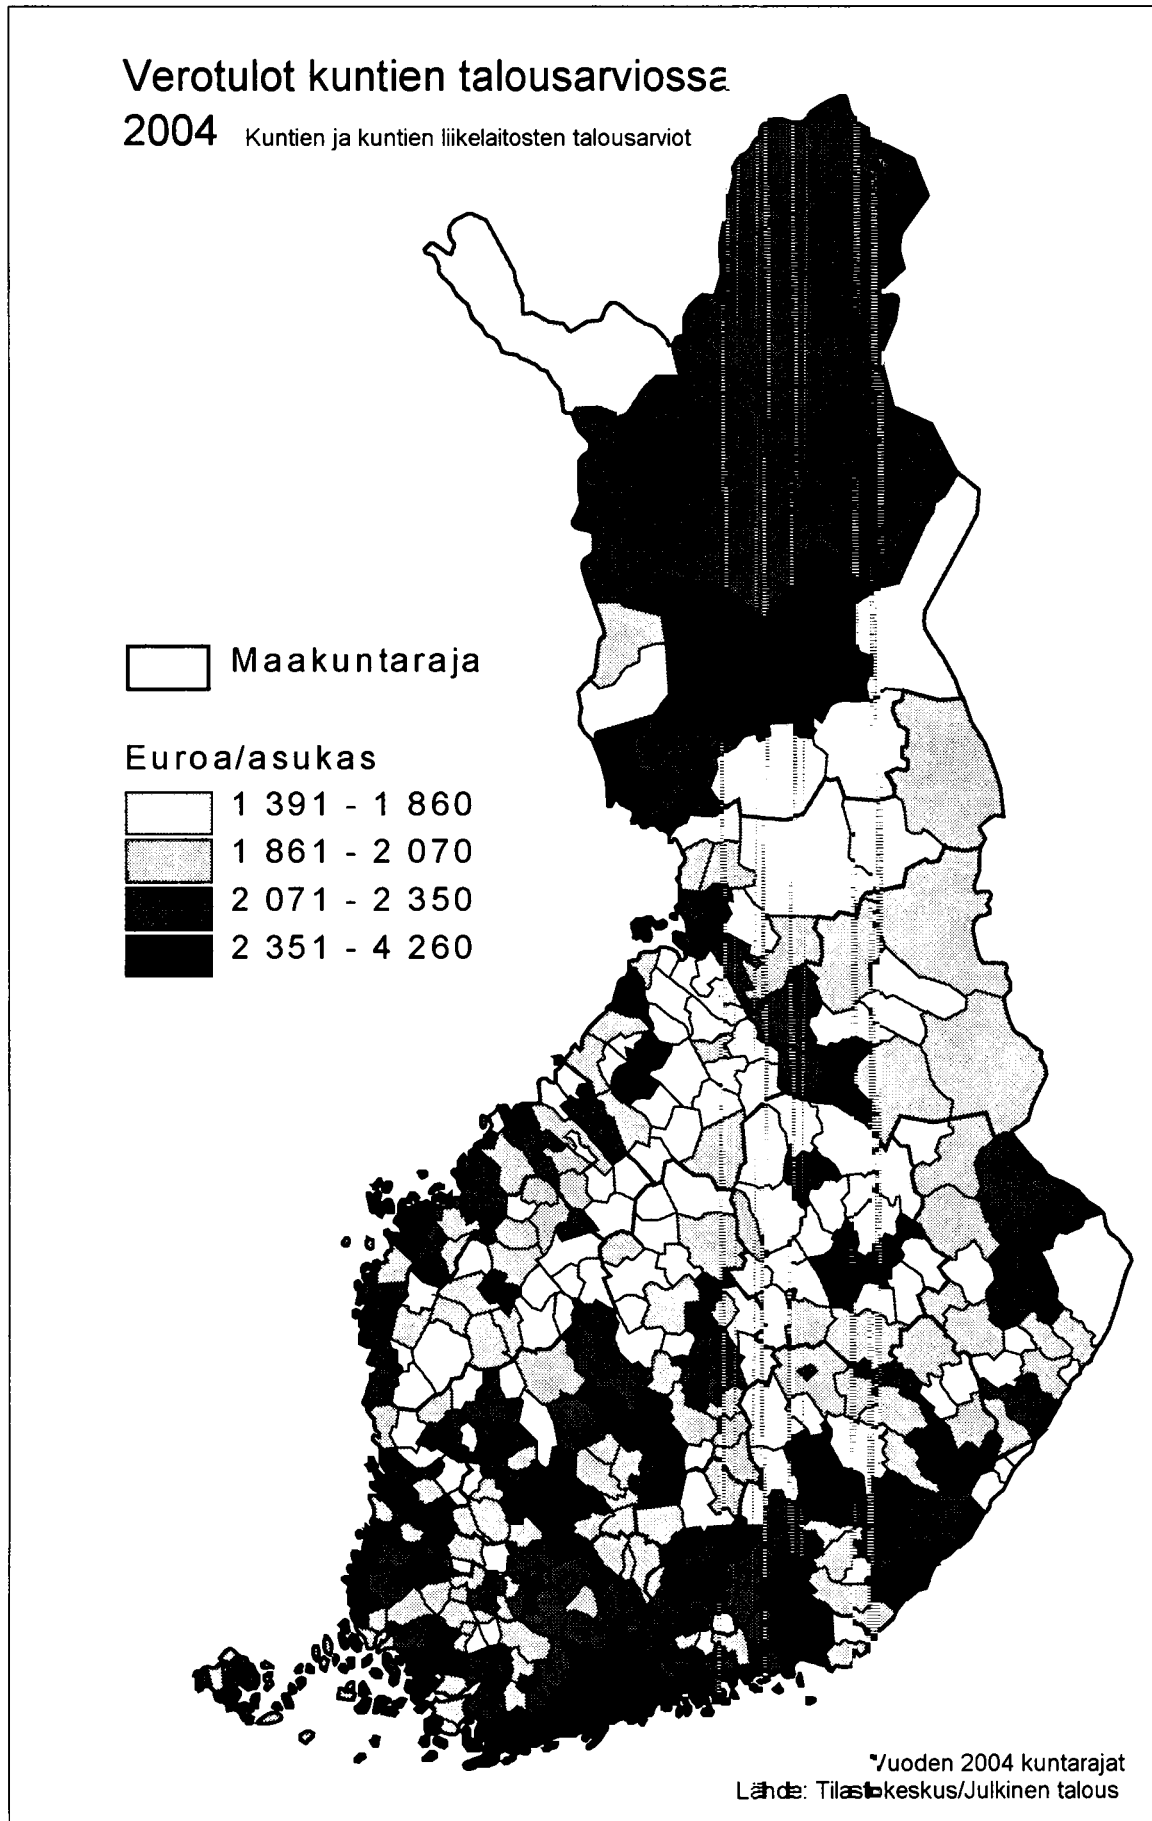 Verotulot kuntien talousarviossa
2004 Kuntien ja kuntien liikelaitosten talousarviot
Maakuntaraja
Euroa/asukas
1 391 - 1 860
1 861 - 2 070
2 071 - 2 350
2 351 - 4 260
Vuoden 2004 kuntarajat
Lähde: Tilastokeskus/Julkinen talous